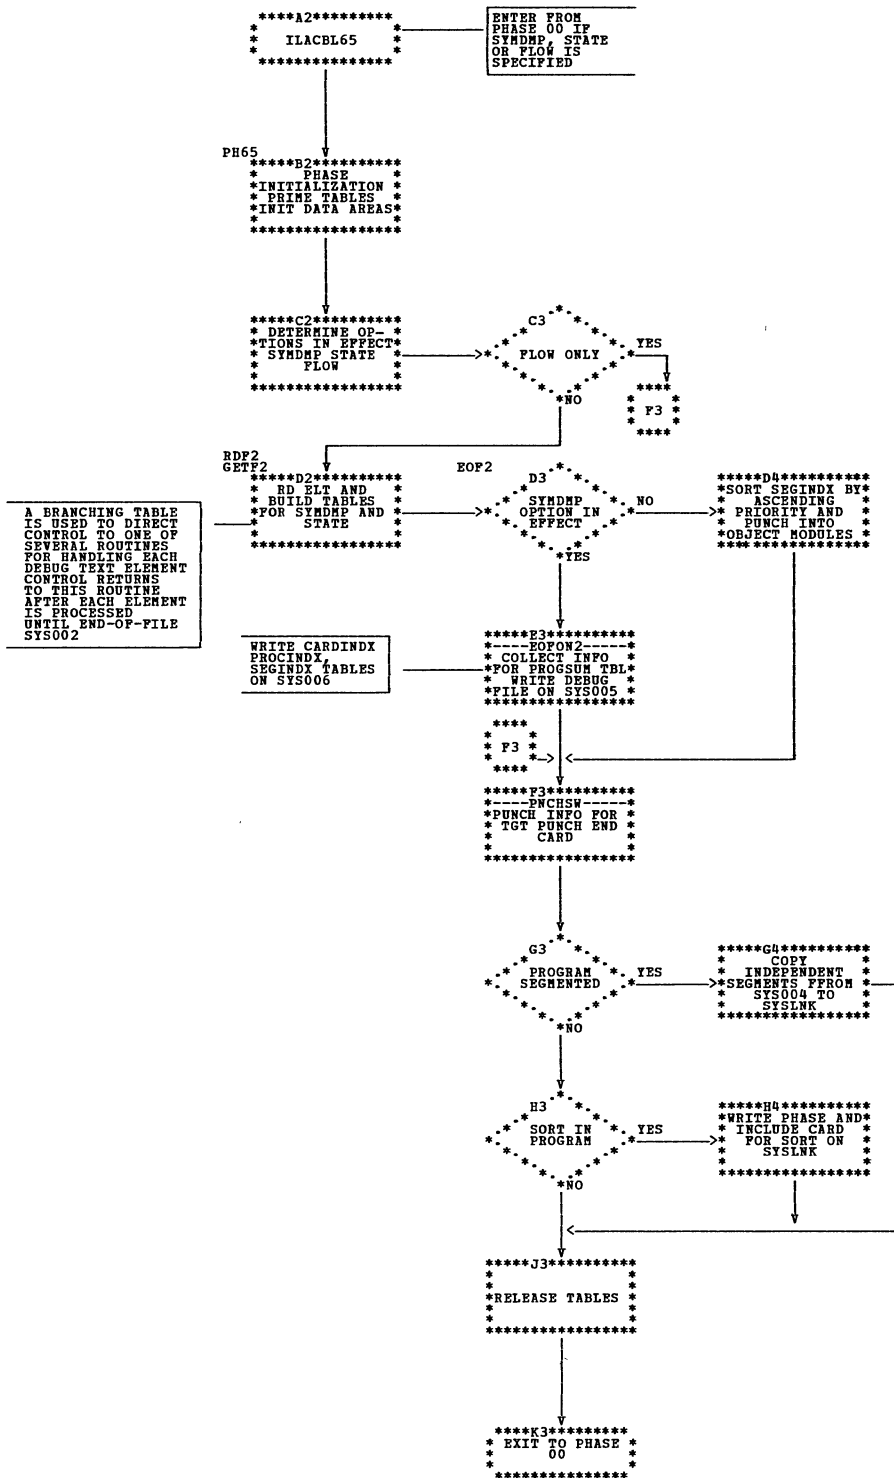 A2
ILACBL65
ENTER FROM
PHASE 00 IF
SYMDMP, STATE
OR FLOW IS
SPECIFIED
PH65
B2
PHASE
INITIALIZATION
PRIME TABLES
INIT DATA AREAS
C2
DETERMINE OP-
TIONS IN EFFECT
SYMDMP STATE
FLOW
C3
FLOW ONLY
YES
NO
F3
RDF2
GETF2
D2
RD ELT AND
BUILD TABLES
FOR SYMDMP AND
STATE
EOF2
D3
SYMDMP
OPTION IN
EFFECT
NO
YES
D4
SORT SEGINDX BY
ASCENDING
PRIORITY AND
PUNCH INTO
OBJECT MODULES
A BRANCHING TABLE
IS USED TO DIRECT
CONTROL TO ONE OF
SEVERAL ROUTINES
FOR HANDLING EACH
DEBUG TEXT ELEMENT
CONTROL RETURNS
TO THIS ROUTINE
AFTER EACH ELEMENT
IS PROCESSED
UNTIL END-OF-FILE
SYS002
WRITE CARDINDX
PROCINDX,
SEGINDX TABLES
ON SYS006
E3
----EOFON2-----
COLLECT INFO
FOR PROGSUM TBL
WRITE DEBUG
FILE ON SYS005
F3
F3
----PNCHSW-----
PUNCH INFO FOR
TGT PUNCH END
CARD
G3
PROGRAM
SEGMENTED
YES
NO
G4
COPY
INDEPENDENT
SEGMENTS FFROM
SYS004 TO
SYSLNK
H3
SORT IN
PROGRAM
YES
NO
H4
WRITE PHASE AND
INCLUDE CARD
FOR SORT ON
SYSLNK
J3
RELEASE TABLES
K3
EXIT TO PHASE
00